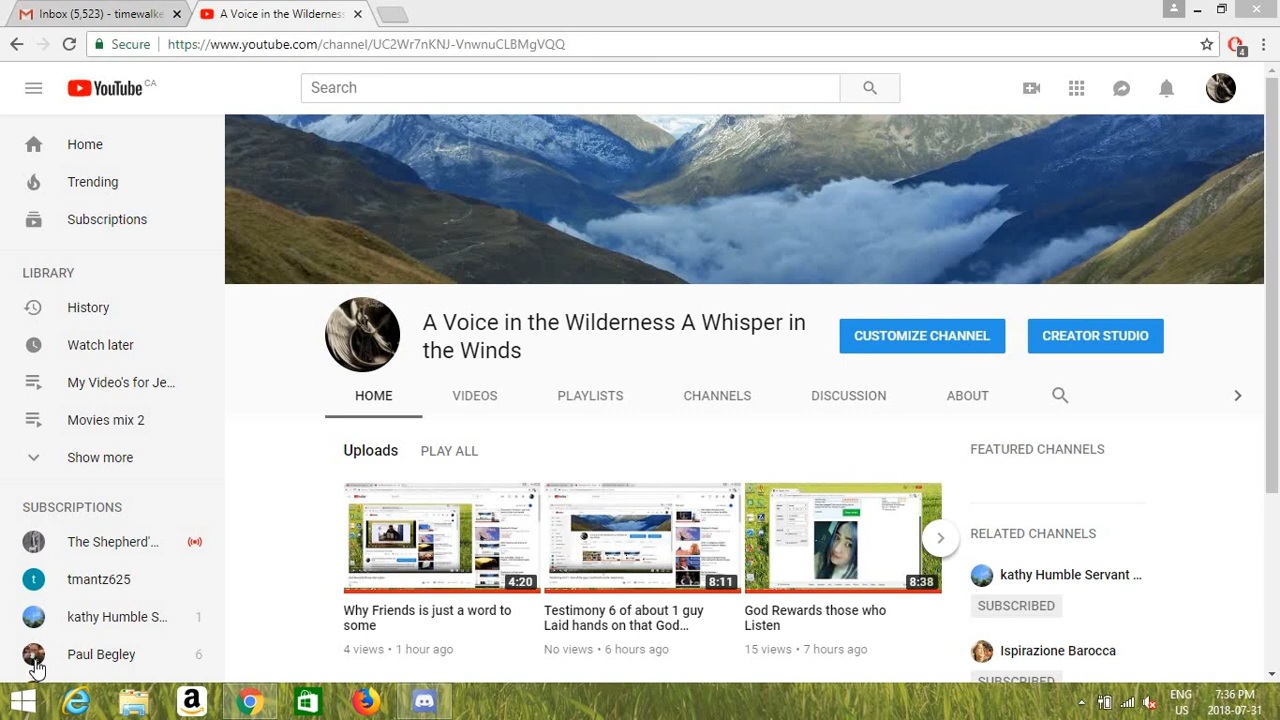 Inbox (5,523) – timewalke
A Voice in the Wilderness
Secure
https://www.youtube.com/channel/UC2Wr7nKNJ-VnwnuCLBMgVQQ
4
YouTube CA
Search
Home
Trending
Subscriptions
LIBRARY
History
Watch later
My Video's for Je...
Movies mix 2
Show more
SUBSCRIPTIONS
The Shepherd'...
t tmantz625
kathy Humble S... 1
Paul Begley 6
A Voice in the Wilderness A Whisper in
the Winds
CUSTOMIZE CHANNEL
CREATOR STUDIO
HOME VIDEOS PLAYLISTS CHANNELS DISCUSSION ABOUT
Uploads PLAY ALL
4:20
Why Friends is just a word to
some
4 views • 1 hour ago
8:11
Testimony 6 of about 1 guy
Laid hands on that God...
No views • 6 hours ago
8:38
God Rewards those who
Listen
15 views • 7 hours ago
FEATURED CHANNELS
RELATED CHANNELS
kathy Humble Servant ...
SUBSCRIBED
Ispirazione Barocca
SUBSCRIBED
a
ENG
US
7:36 PM
2018-07-31